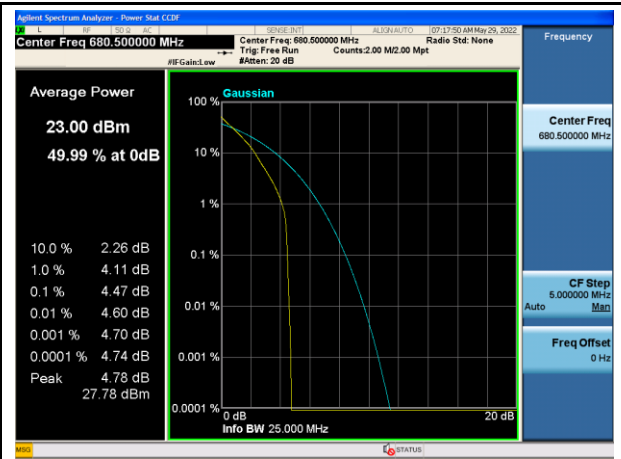 Agilent Spectrum Analyzer - Power Stat CCDF
L RF 50 Ω AC SENSE:INT ALIGN AUTO 07:17:50 AM May 29, 2022
Center Freq 680.500000 MHz
Center Freq: 680.500000 MHz Radio Std: None
Trig: Free Run Counts:2.00 M/2.00 Mpt
#IFGain:Low #Atten: 20 dB
Frequency
Average Power
23.00 dBm
49.99 % at 0dB
10.0 % 2.26 dB
1.0 % 4.11 dB
0.1 % 4.47 dB
0.01 % 4.60 dB
0.001 % 4.70 dB
0.0001 % 4.74 dB
Peak 4.78 dB
27.78 dBm
Gaussian
100 %
10 %
1 %
0.1 %
0.01 %
0.001 %
0.0001 %
0 dB 20 dB
Info BW 25.000 MHz
Center Freq
680.500000 MHz
CF Step
5.000000 MHz
Auto Man
Freq Offset
0 Hz
MSG STATUS